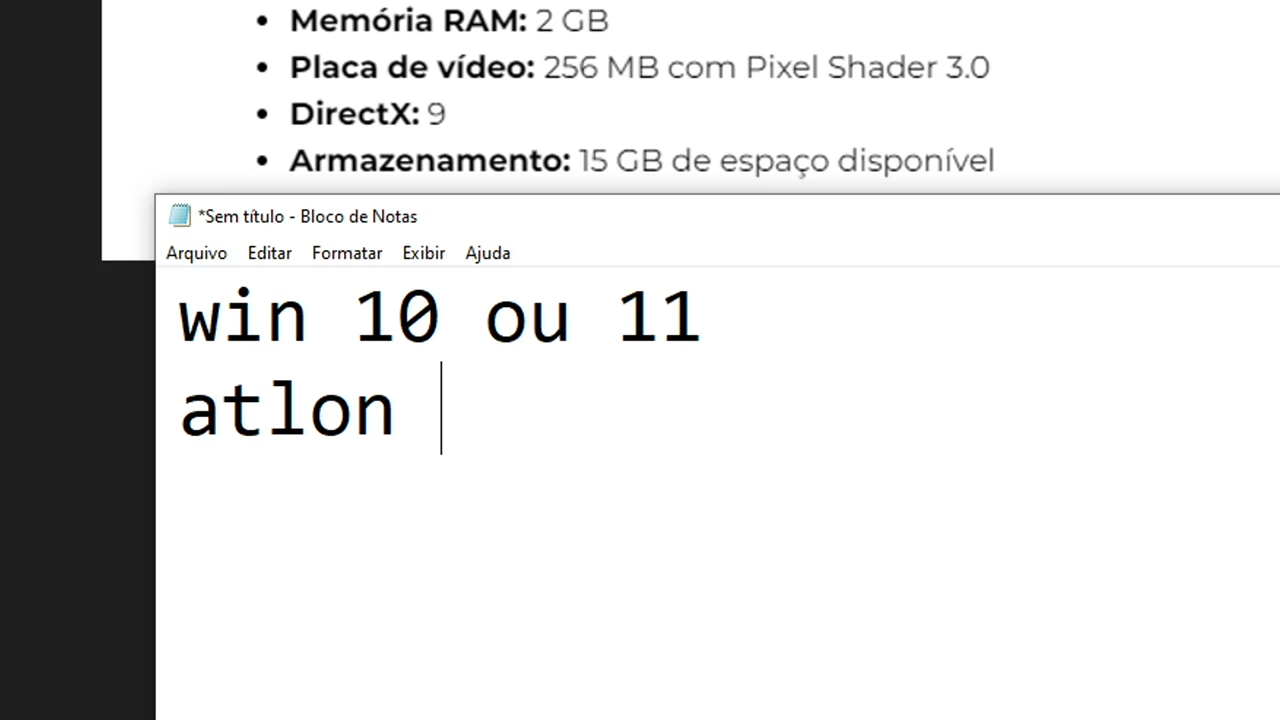 • Memória RAM: 2 GB
• Placa de vídeo: 256 MB com Pixel Shader 3.0
• DirectX: 9
• Armazenamento: 15 GB de espaço disponível
*Sem título - Bloco de Notas
Arquivo Editar Formatar Exibir Ajuda
win 10 ou 11
atlon